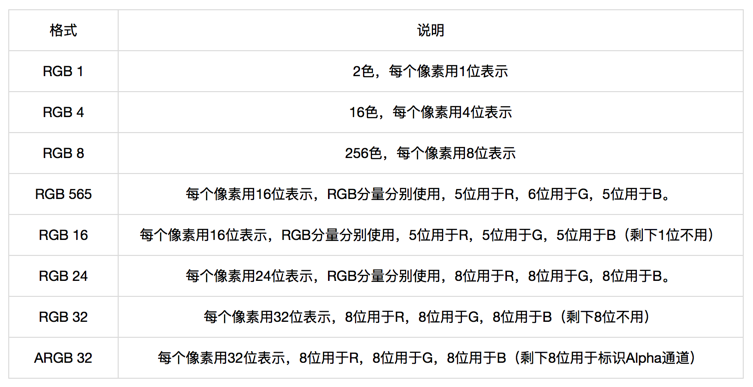 格式 说明
RGB 1 2色，每个像素用1位表示
RGB 4 16色，每个像素用4位表示
RGB 8 256色，每个像素用8位表示
RGB 565 每个像素用16位表示，RGB分量分别使用，5位用于R，6位用于G，5位用于B。
RGB 16 每个像素用16位表示，RGB分量分别使用，5位用于R，5位用于G，5位用于B（剩下1位不用）
RGB 24 每个像素用24位表示，RGB分量分别使用，8位用于R，8位用于G，8位用于B。
RGB 32 每个像素用32位表示，8位用于R，8位用于G，8位用于B（剩下8位不用）
ARGB 32 每个像素用32位表示，8位用于R，8位用于G，8位用于B（剩下8位用于标识Alpha通道）